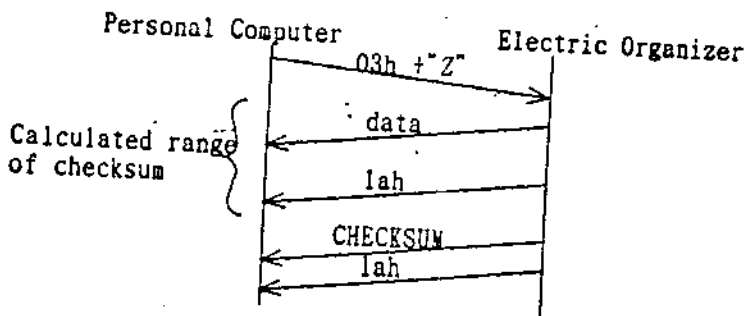 Personal Computer
Electric Organizer
03h +"Z"
Calculated range
of checksum
data
1ah
CHECKSUM
1ah